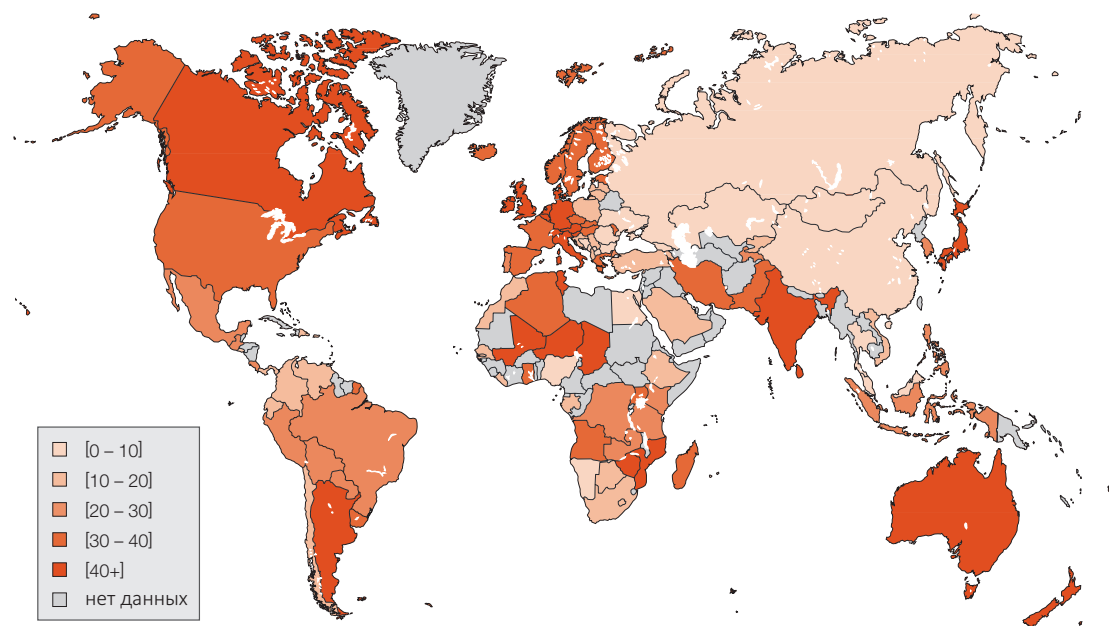 [0 – 10]
[10 – 20]
[20 – 30]
[30 – 40]
[40+]
нет данных